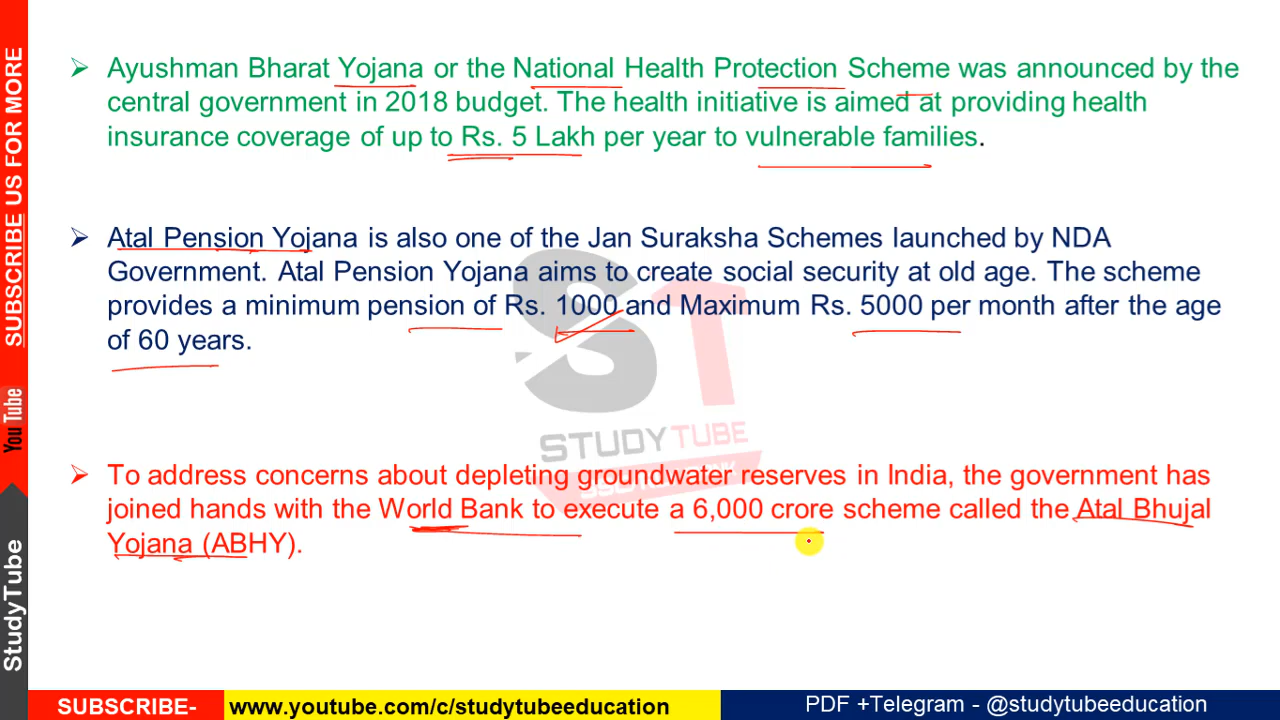 ➢ Ayushman Bharat Yojana or the National Health Protection Scheme was announced by the
central government in 2018 budget. The health initiative is aimed at providing health
insurance coverage of up to Rs. 5 Lakh per year to vulnerable families.
➢ Atal Pension Yojana is also one of the Jan Suraksha Schemes launched by NDA
Government. Atal Pension Yojana aims to create social security at old age. The scheme
provides a minimum pension of Rs. 1000 and Maximum Rs. 5000 per month after the age
of 60 years.
➢ To address concerns about depleting groundwater reserves in India, the government has
joined hands with the World Bank to execute a 6,000 crore scheme called the Atal Bhujal
Yojana (ABHY).
ST
STUDYTUBE
SUBSCRIBE US FOR MORE
You Tube
StudyTube
SUBSCRIBE- www.youtube.com/c/studytubeeducation PDF +Telegram - @studytubeeducation